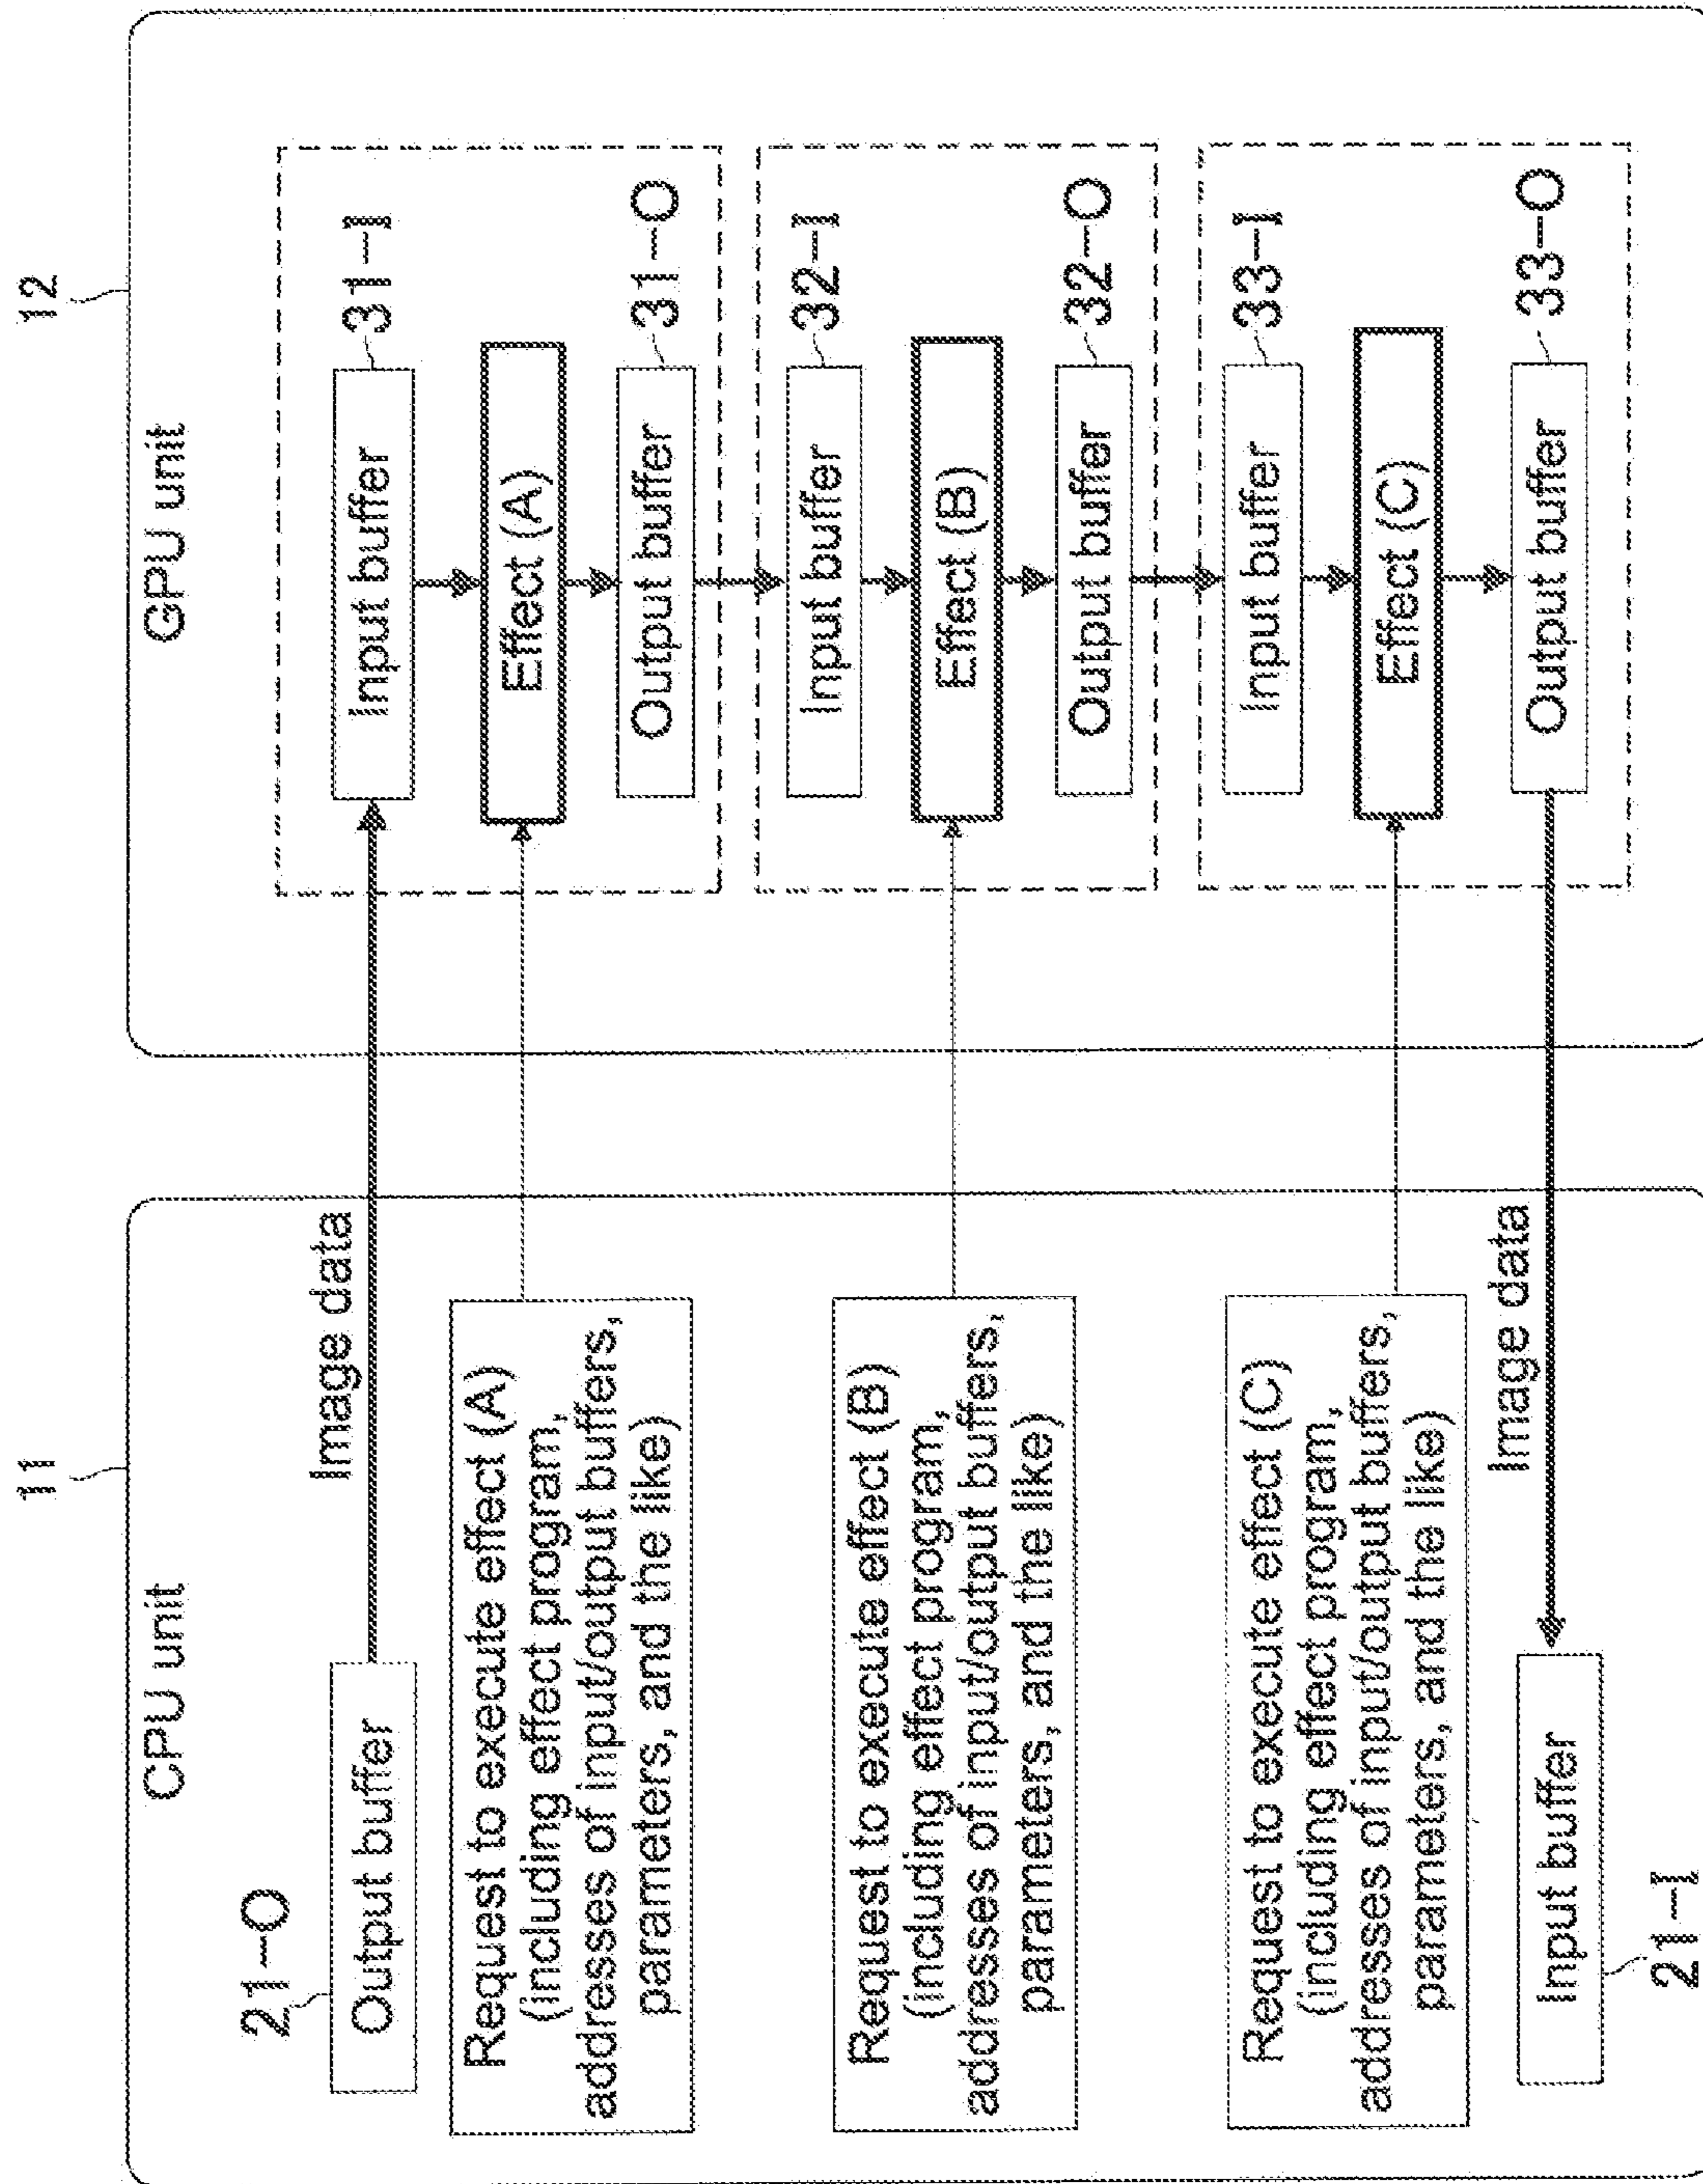 11
CPU unit
21-O
Output buffer
Image data
Request to execute effect (A)
(including effect program,
addresses of input/output buffers,
parameters, and the like)
Request to execute effect (B)
(including effect program,
addresses of input/output buffers,
parameters, and the like)
Request to execute effect (C)
(including effect program,
addresses of input/output buffers,
parameters, and the like)
Image data
Input buffer
21-I
12
GPU unit
Input buffer
31-I
Effect (A)
Output buffer
31-O
Input buffer
32-I
Effect (B)
Output buffer
32-O
Input buffer
33-I
Effect (C)
Output buffer
33-O